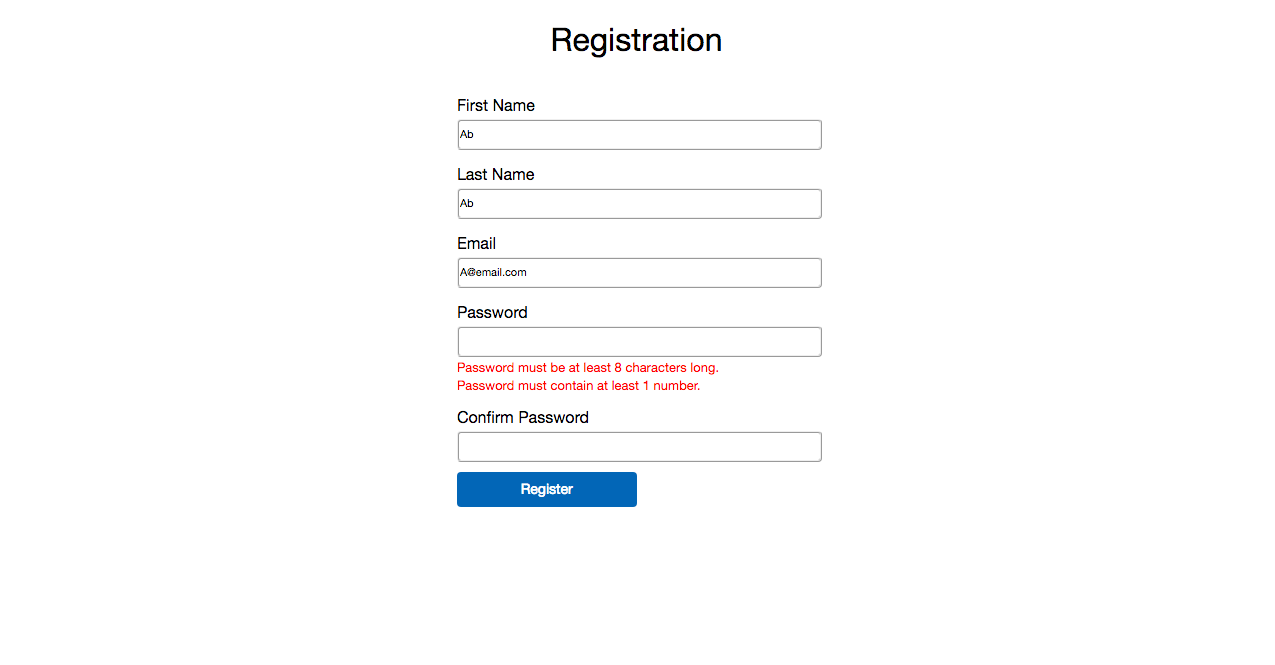 Registration
First Name
Ab
Last Name
Ab
Email
A@email.com
Password
Password must be at least 8 characters long.
Password must contain at least 1 number.
Confirm Password
Register